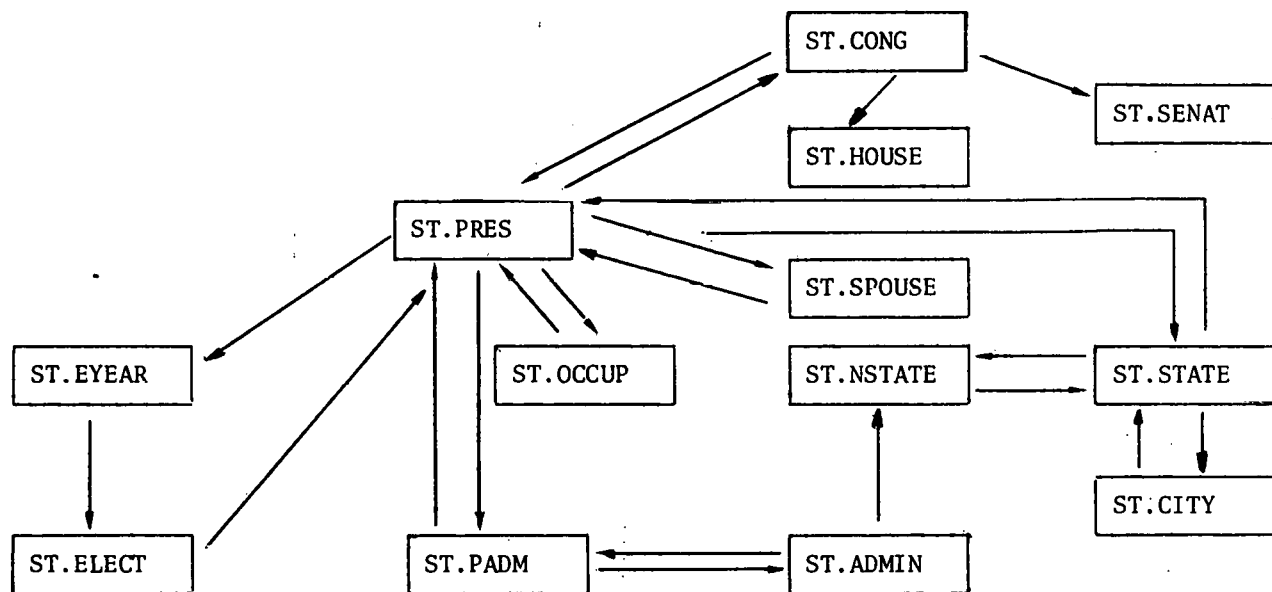 ST.CONG
ST.SENAT
ST.HOUSE
ST.PRES
ST.SPOUSE
ST.EYEAR
ST.OCCUP
ST.NSTATE
ST.STATE
ST.CITY
ST.ELECT
ST.PADM
ST.ADMIN